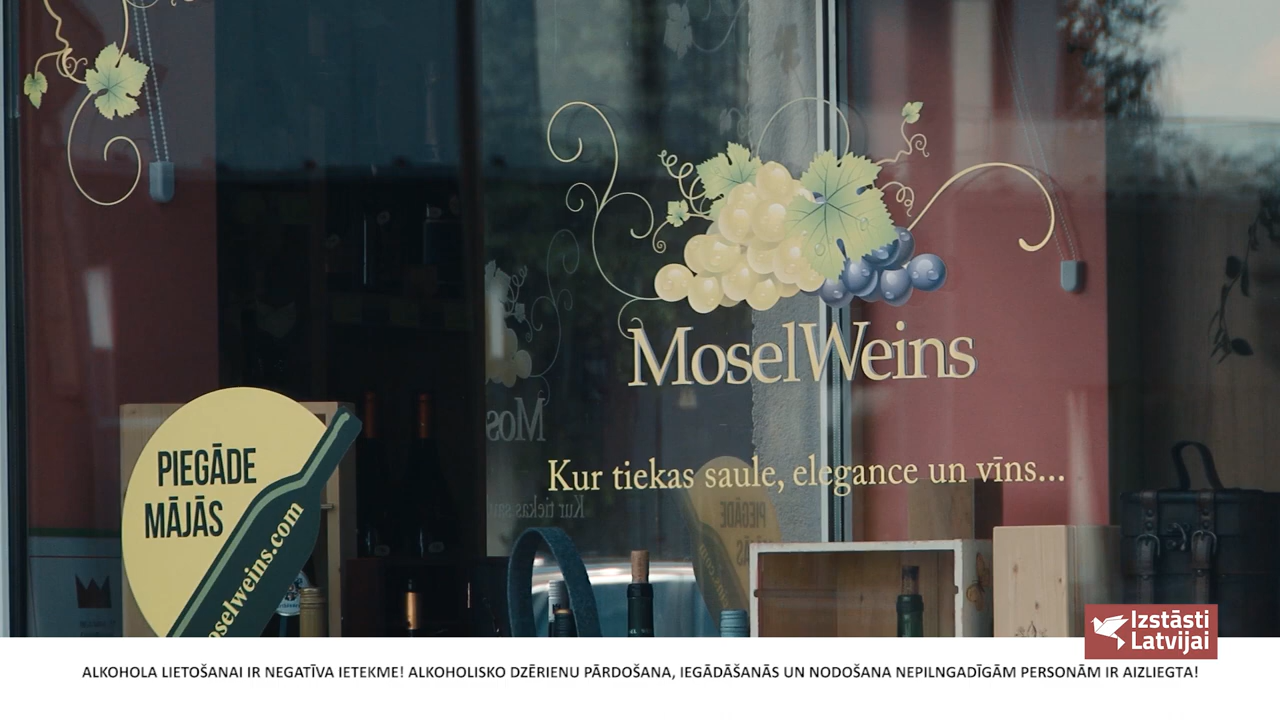 MoselWeins
Kur tiekas saule, elegance un vīns...
PIEGĀDE
MĀJĀS
oselweins.com
Izstāsti
Latvijai
ALKOHOLA LIETOŠANAI IR NEGATĪVA IETEKME! ALKOHOLISKO DZĒRIENU PĀRDOŠANA, IEGĀDĀŠANĀS UN NODOŠANA NEPILNGADĪGĀM PERSONĀM IR AIZLIEGTA!